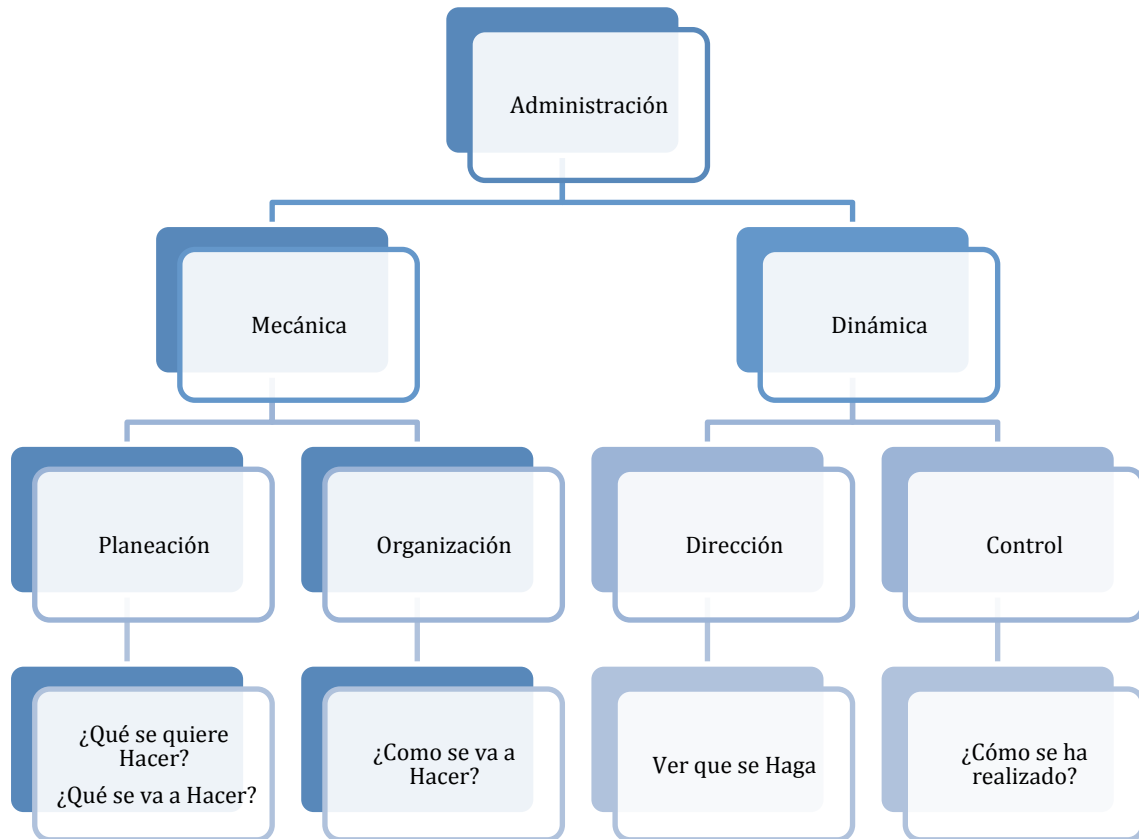 Administración
Mecánica
Dinámica
Planeación
Organización
Dirección
Control
¿Qué se quiere
Hacer?
¿Qué se va a Hacer?
¿Como se va a
Hacer?
Ver que se Haga
¿Cómo se ha
realizado?